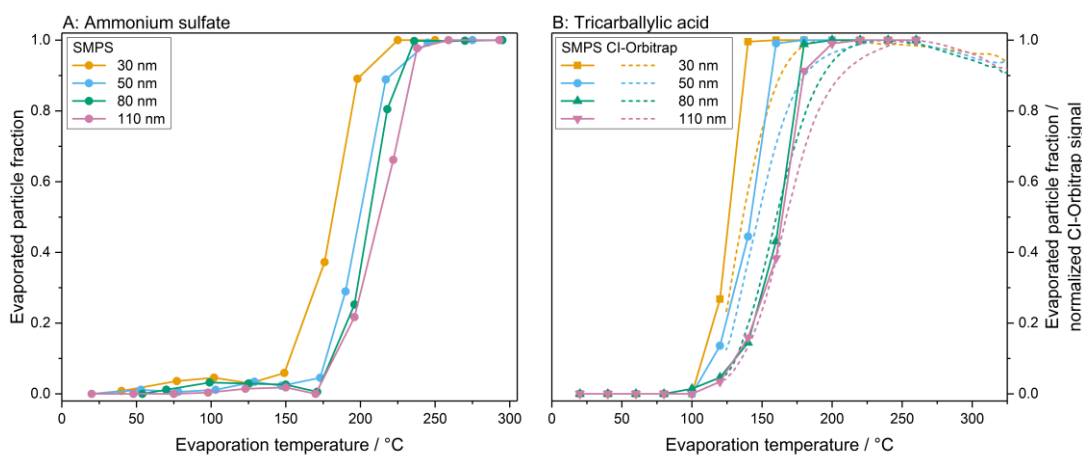 A: Ammonium sulfate
SMPS
30 nm
50 nm
80 nm
110 nm
1.0
0.8
0.6
0.4
0.2
0.0
Evaporated particle fraction
0 50 100 150 200 250 300
Evaporation temperature / °C
B: Tricarballylic acid
SMPS CI-Orbitrap
30 nm
50 nm
80 nm
110 nm
1.0
0.8
0.6
0.4
0.2
0.0
Evaporated particle fraction /
normalized CI-Orbitrap signal
0 50 100 150 200 250 300
Evaporation temperature / °C